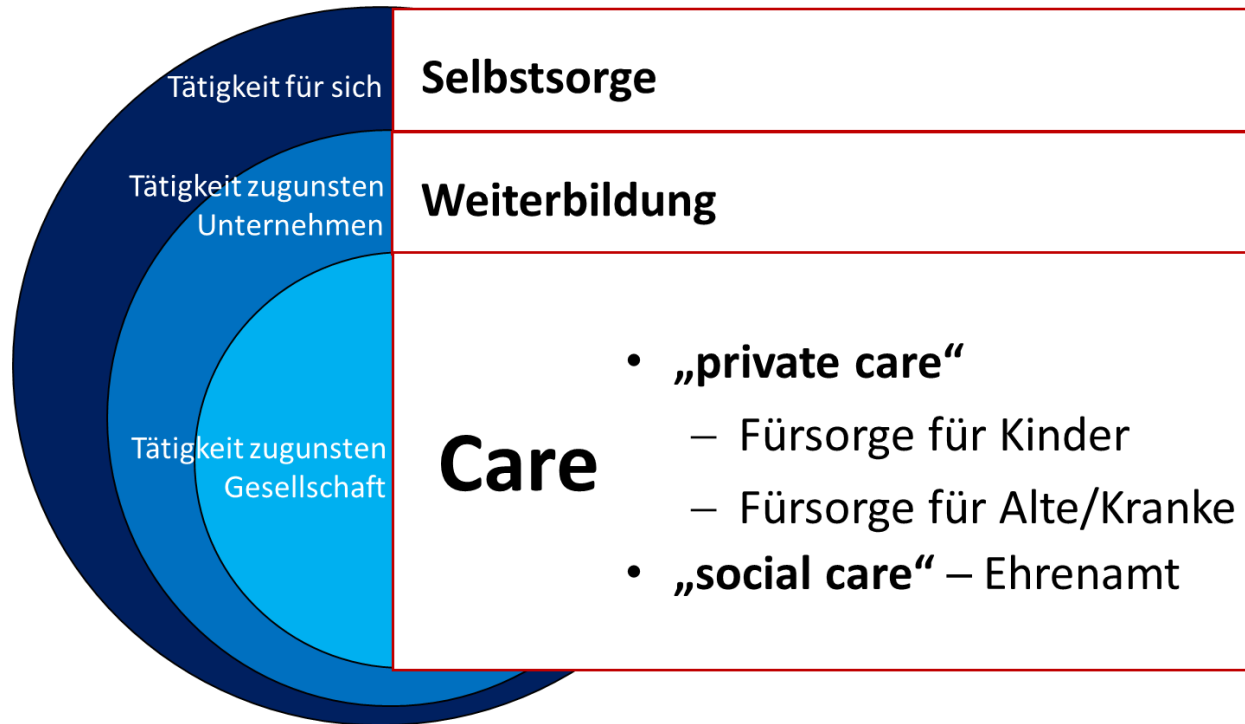 Tätigkeit für sich
Selbstsorge
Tätigkeit zugunsten
Unternehmen
Weiterbildung
Tätigkeit zugunsten
Gesellschaft
Care
• „private care“
– Fürsorge für Kinder
– Fürsorge für Alte/Kranke
• „social care“ – Ehrenamt